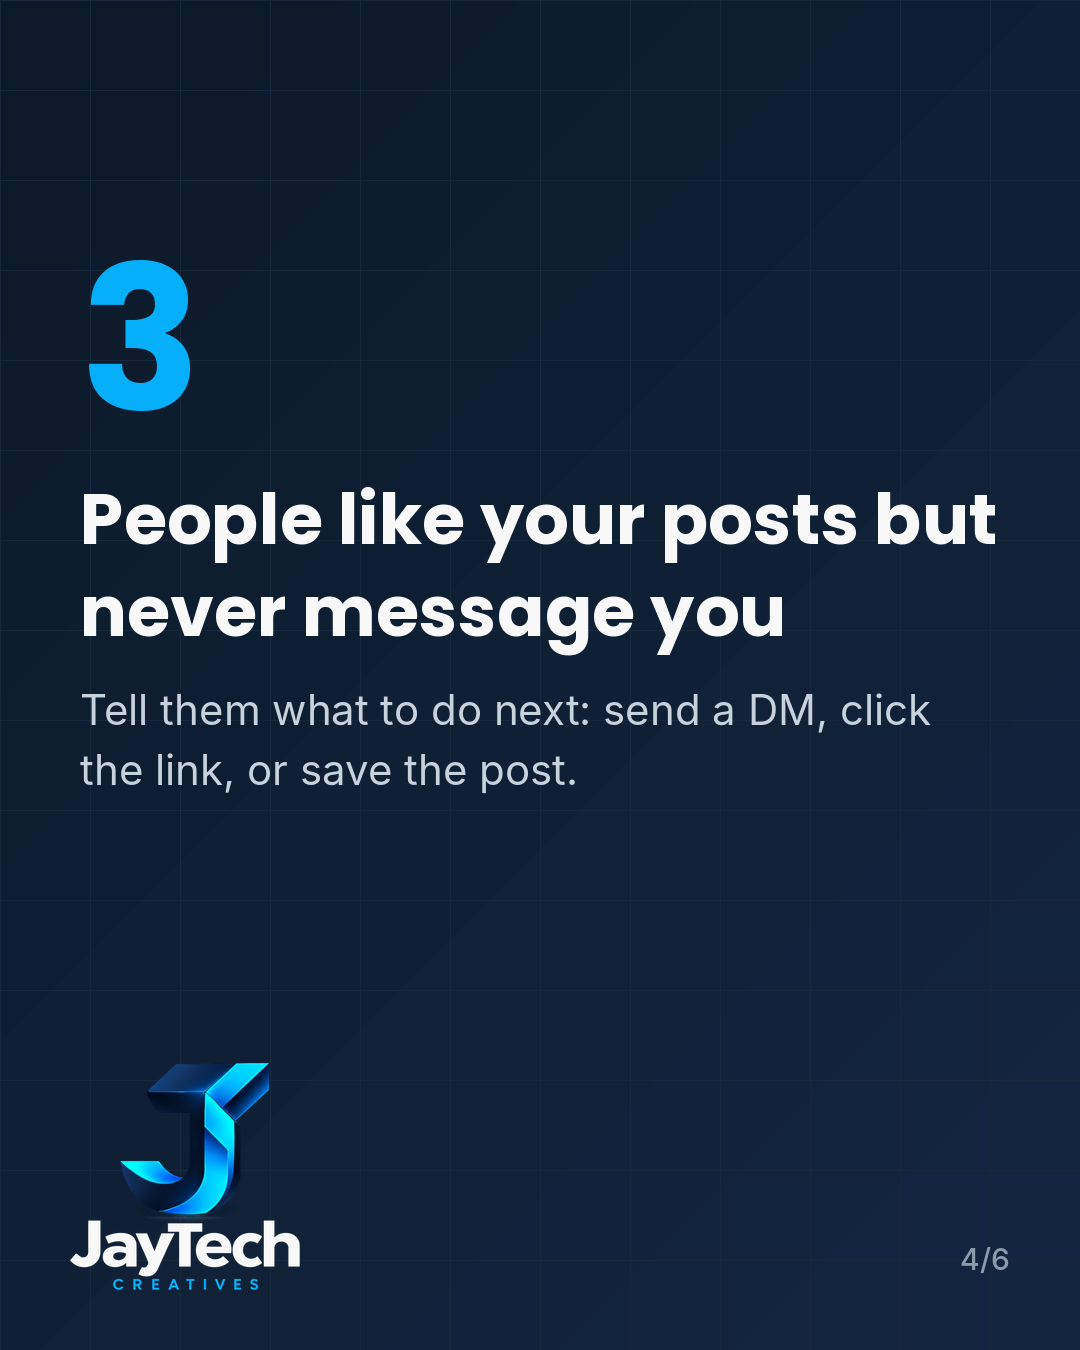 3
People like your posts but
never message you
Tell them what to do next: send a DM, click
the link, or save the post.
JayTech
CREATIVES
4/6